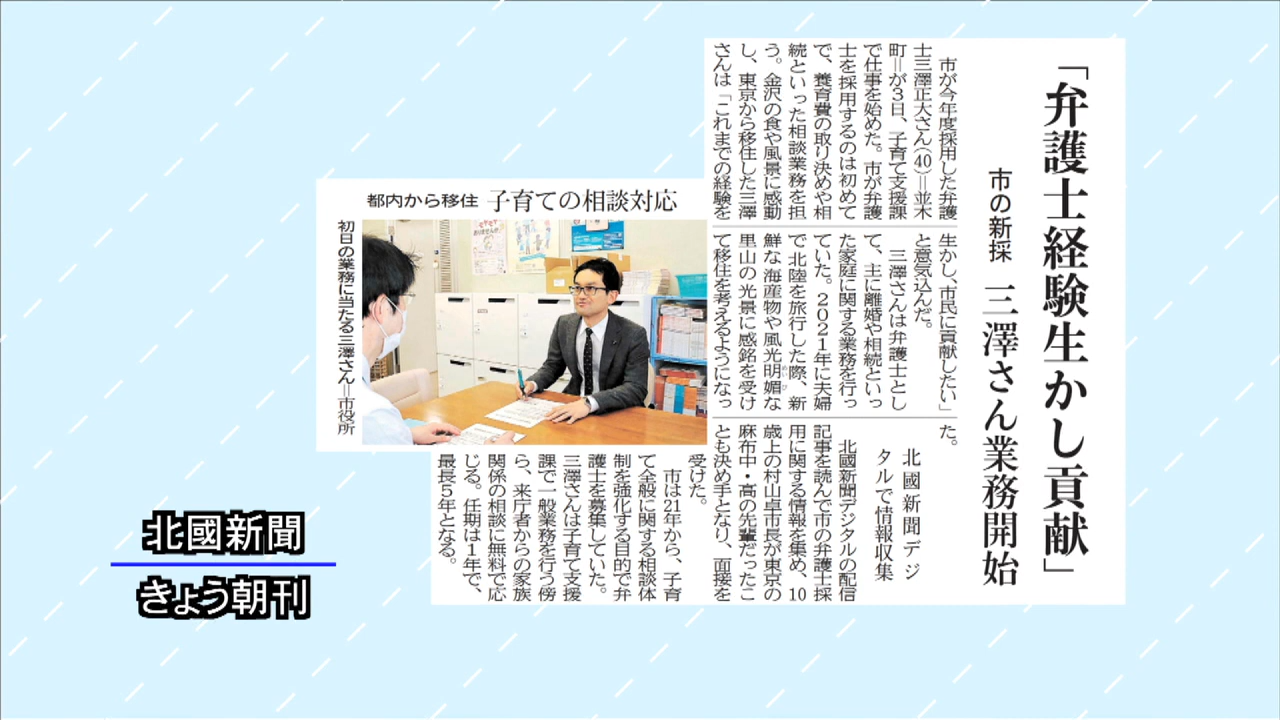 「弁護士経験生かし貢献」
市の新採 三澤さん業務開始
市が今年度採用した弁護
士三澤正大さん(40)=並木
町=が3日、子育て支援課
で仕事を始めた。市が弁護
士を採用するのは初めて
で、養育費の取り決めや相
続といった相談業務を担
う。金沢の食や風景に感動
し、東京から移住した三澤
さんは「これまでの経験を
生かし、市民に貢献したい」
と意気込んだ。
三澤さんは弁護士とし
て、主に離婚や相続といっ
た家庭に関する業務を行っ
ていた。2021年に夫婦
で北陸を旅行した際、新
鮮な海産物や風光明媚な
里山の光景に感銘を受け
て移住を考えるようになっ
た。
北國新聞デジ
タルで情報収集
北國新聞デジタルの配信
記事を読んで市の弁護士採
用に関する情報を集め、10
歳上の村山卓市長が東京の
麻布中・高の先輩だったこ
とも決め手となり、面接を
受けた。
市は21年から、子育
て全般に関する相談体
制を強化する目的で弁
護士を募集していた。
三澤さんは子育て支援
課で一般業務を行う傍
ら、来庁者からの家族
関係の相談に無料で応
じる。任期は1年で、
最長5年となる。
都内から移住 子育ての相談対応
初日の業務に当たる三澤さん=市役所
北國新聞
きょう朝刊